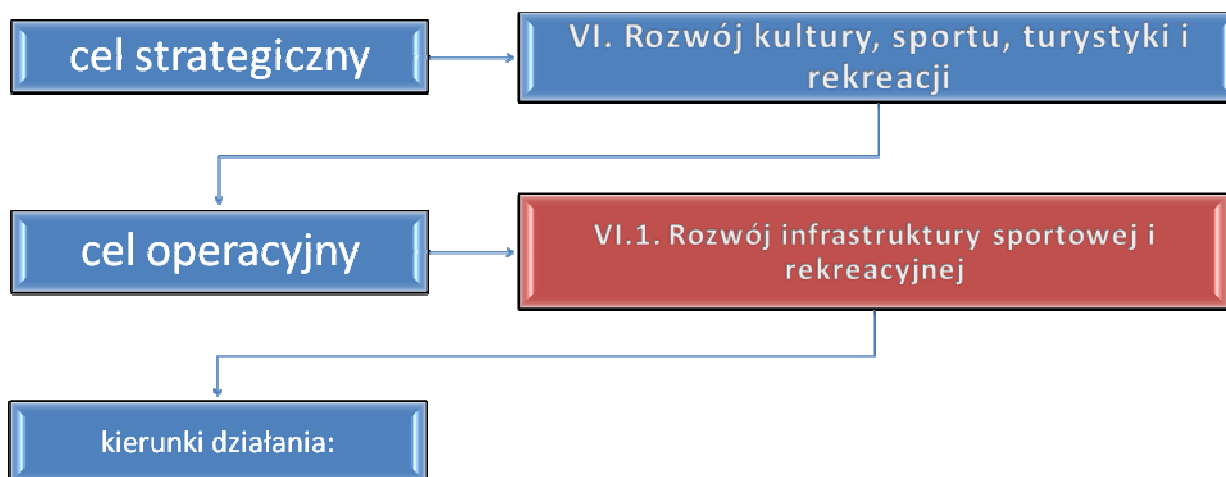 cel strategiczny
VI. Rozwój kultury, sportu, turystyki i
rekreacji
cel operacyjny
VI.1. Rozwój infrastruktury sportowej i
rekreacyjnej
kierunki działania: